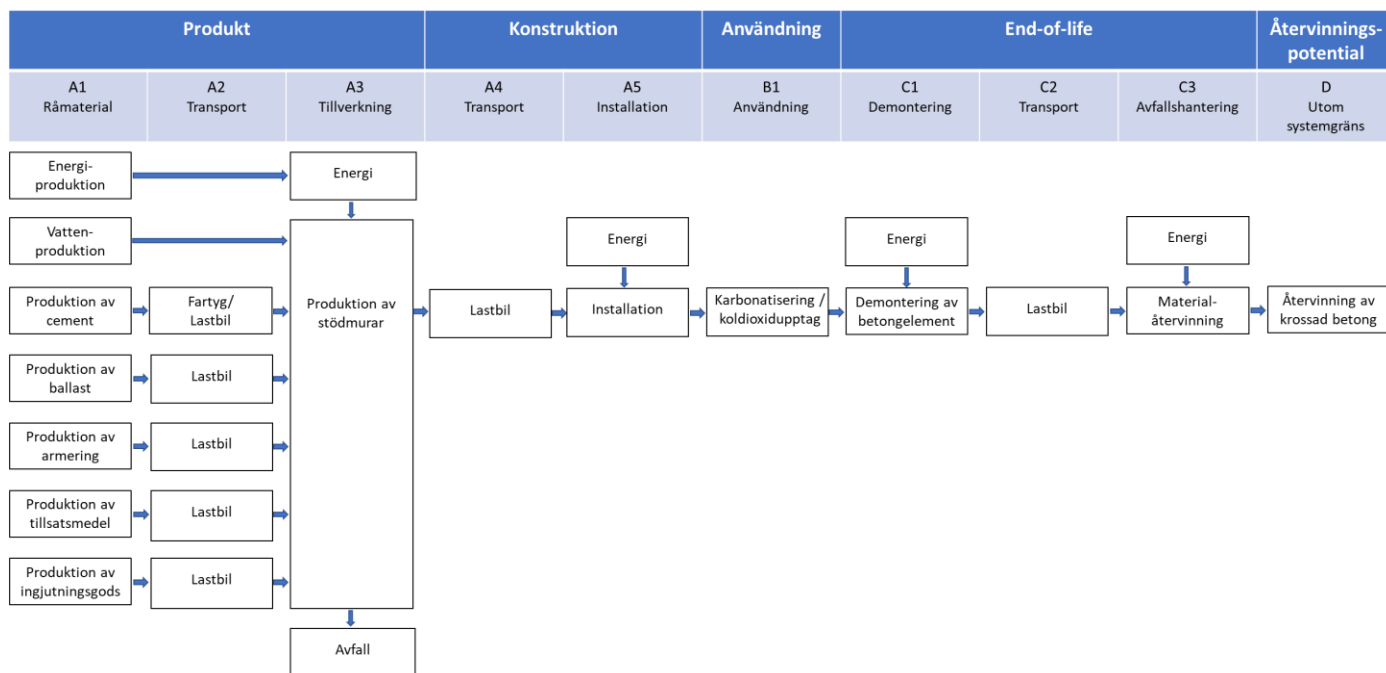 Produkt
Konstruktion
Användning
End-of-life
Återvinnings-
potential
A1
Råmaterial
A2
Transport
A3
Tillverkning
A4
Transport
A5
Installation
B1
Användning
C1
Demontering
C2
Transport
C3
Avfallshantering
D
Utom
systemgräns
Energi-
produktion
Energi
Vatten-
produktion
Energi
Energi
Energi
Produktion av
cement
Fartyg/
Lastbil
Produktion av
stödmurar
Lastbil
Installation
Karbonatisering /
koldioxidupptag
Demontering av
betongelement
Lastbil
Material-
återvinning
Återvinning av
krossad betong
Produktion av
ballast
Lastbil
Produktion av
armering
Lastbil
Produktion av
tillsatsmedel
Lastbil
Produktion av
ingjutningsgods
Lastbil
Avfall